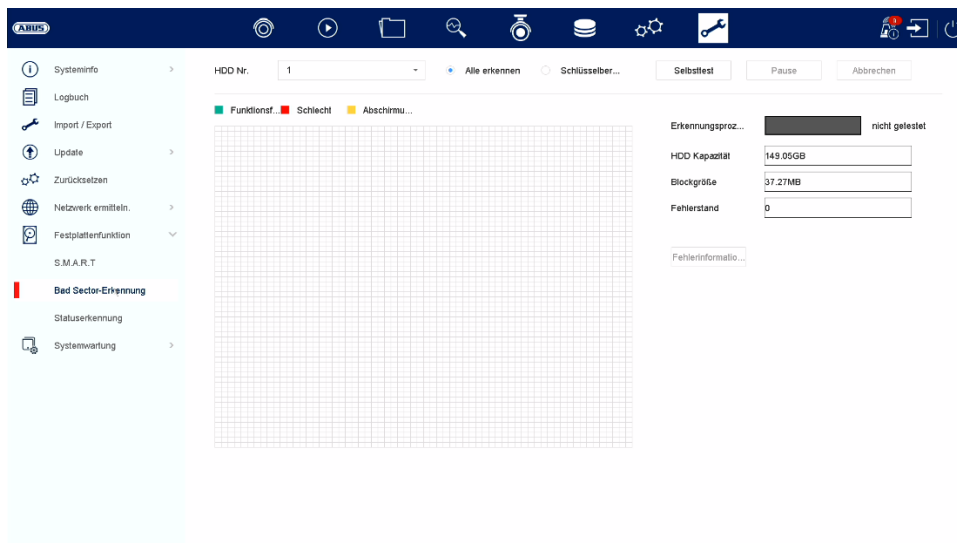 ABUS
Systeminfo
Logbuch
Import / Export
Update
Zurücksetzen
Netzwerk ermitteln.
Festplattenfunktion
S.M.A.R.T
Bad Sector-Erkennung
Statuserkennung
Systemwartung
HDD Nr. 1 Alle erkennen Schlüsselber... Selbsttest Pause Abbrechen
Funktionsf... Schlecht Abschirmu...
Erkennungsproz... nicht getestet
HDD Kapazität 149.05GB
Blockgröße 37.27MB
Fehlerstand 0
Fehlerinformatio...